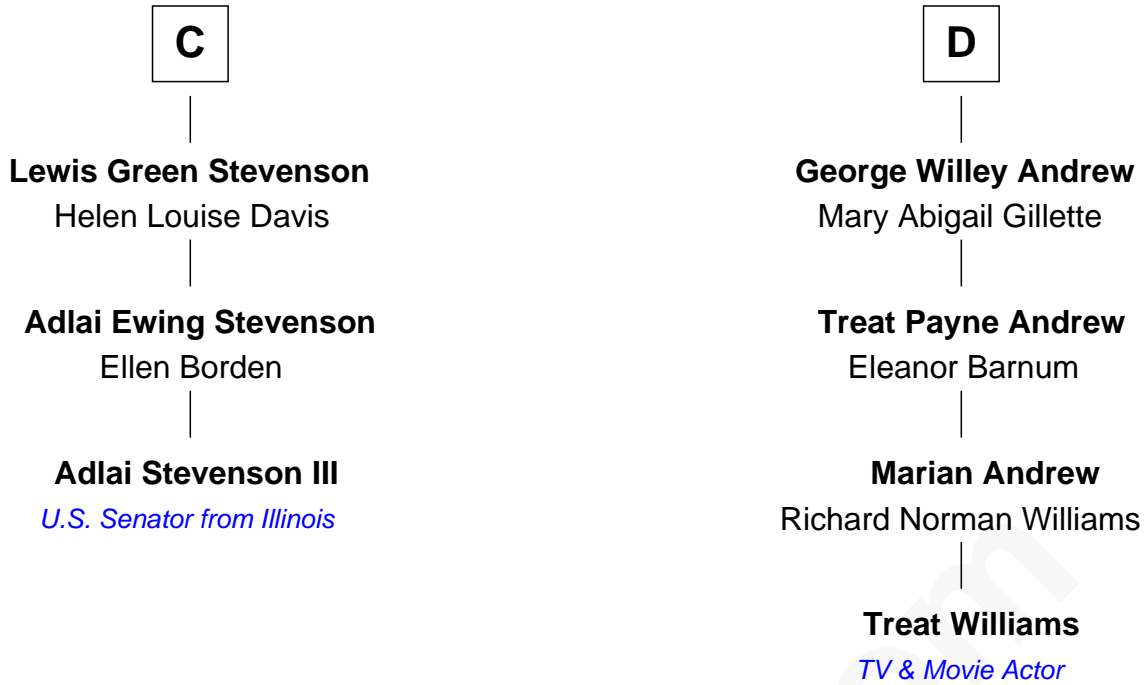 C
Lewis Green Stevenson
Helen Louise Davis
Adlai Ewing Stevenson
Ellen Borden
Adlai Stevenson III
U.S. Senator from Illinois
D
George Willey Andrew
Mary Abigail Gillette
Treat Payne Andrew
Eleanor Barnum
Marian Andrew
Richard Norman Williams
Treat Williams
TV & Movie Actor